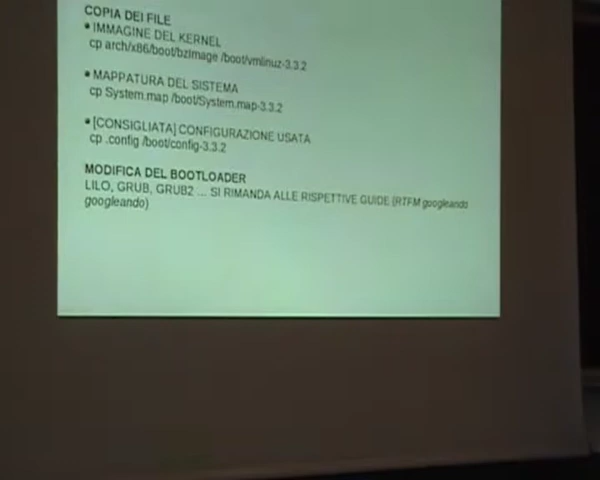 COPIA DEI FILE
• IMMAGINE DEL KERNEL
cp arch/x86/boot/bzImage /boot/vmlinuz-3.3.2
• MAPPATURA DEL SISTEMA
cp System.map /boot/System.map-3.3.2
• [CONSIGLIATA] CONFIGURAZIONE USATA
cp .config /boot/config-3.3.2
MODIFICA DEL BOOTLOADER
LILO, GRUB, GRUB2 ... SI RIMANDA ALLE RISPETTIVE GUIDE (RTFM googleando
googleando)